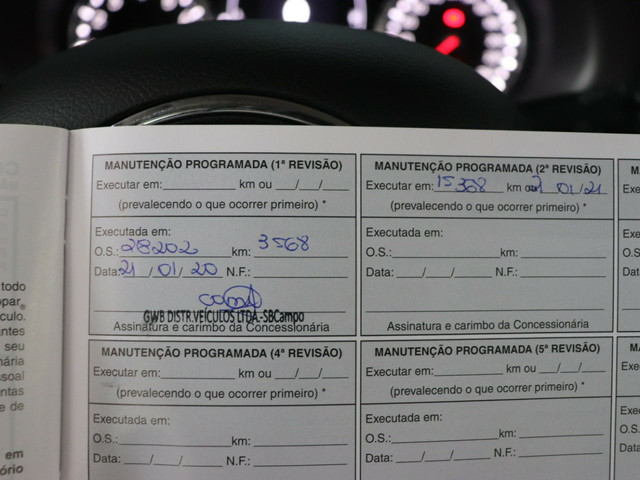 MANUTENÇÃO PROGRAMADA (1ª REVISÃO)
Executar em: km ou / /
(prevalecendo o que ocorrer primeiro) *
Executada em:
O.S.: 28202 km: 3568
Data: 21 / 01 / 20 N.F.:
GWB DISTR.VEÍCULOS LTDA.-SBCampo
Assinatura e carimbo da Concessionária
MANUTENÇÃO PROGRAMADA (2ª REVISÃO)
Executar em: 15368 km 01/21
(prevalecendo o que ocorrer primeiro) *
Executada em:
O.S.: km:
Data: / / N.F.:
Assinatura e carimbo da Concessionária
MANUTENÇÃO PROGRAMADA (4ª REVISÃO)
Executar em: km ou / /
(prevalecendo o que ocorrer primeiro) *
Executada em:
O.S.: km:
Data: / / N.F.:
MANUTENÇÃO PROGRAMADA (5ª REVISÃO)
Executar em: km ou / /
(prevalecendo o que ocorrer primeiro) *
Executada em:
O.S.: km:
Data: / / N.F.:
todo
seu
e de
em